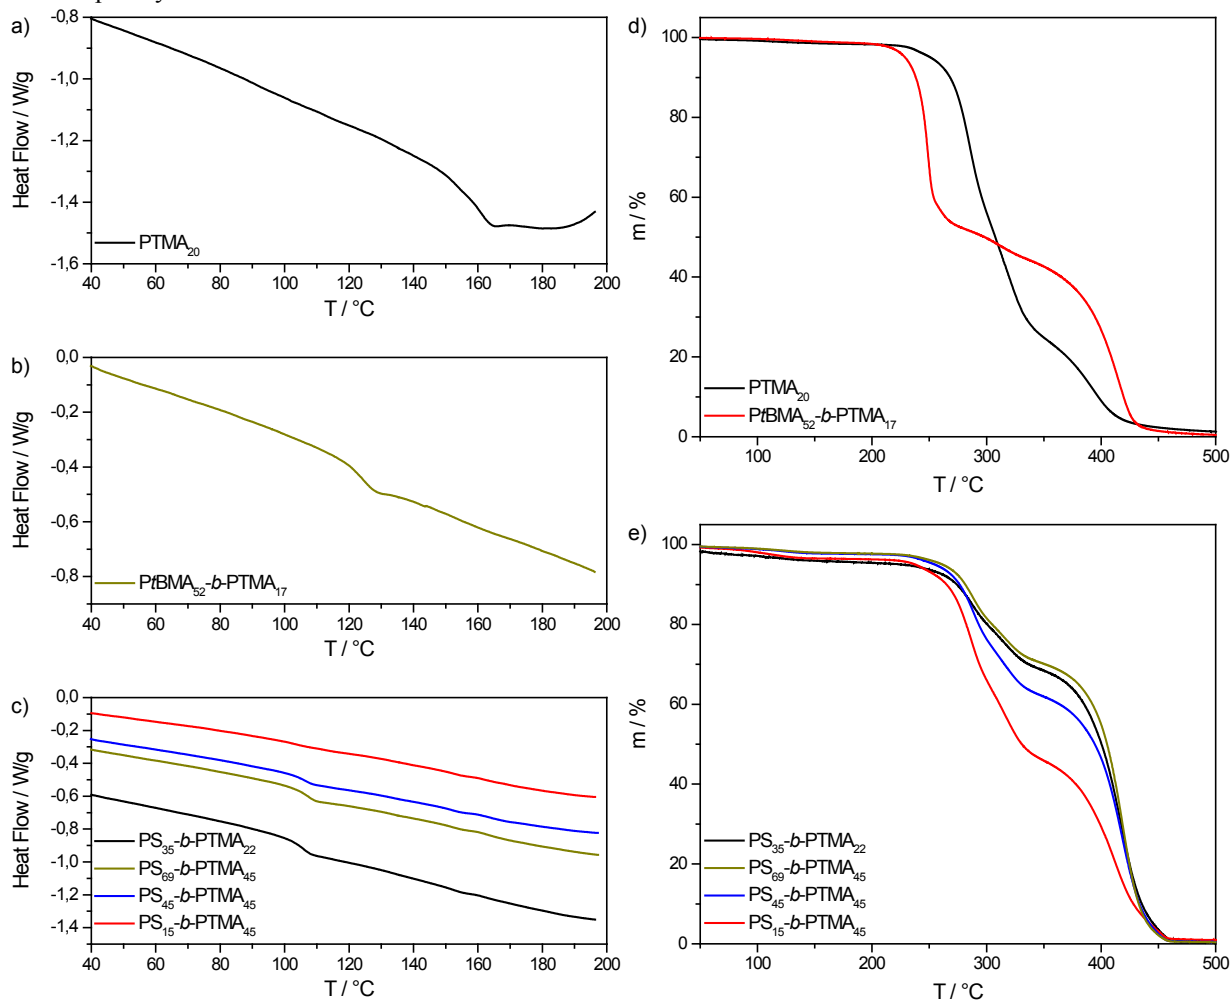 a)
-0,8
-1,0
-1,2
-1,4
-1,6
Heat Flow / W/g
PTMA20
40 60 80 100 120 140 160 180 200
T / °C
b)
0,0
-0,2
-0,4
-0,6
-0,8
Heat Flow / W/g
PtBMA52-b-PTMA17
40 60 80 100 120 140 160 180 200
T / °C
c)
0,0
-0,2
-0,4
-0,6
-0,8
-1,0
-1,2
-1,4
Heat Flow / W/g
PS35-b-PTMA22
PS69-b-PTMA45
PS45-b-PTMA45
PS15-b-PTMA45
40 60 80 100 120 140 160 180 200
T / °C
d)
100
80
60
40
20
0
m / %
PTMA20
PtBMA52-b-PTMA17
100 200 300 400 500
T / °C
e)
100
80
60
40
20
0
m / %
PS35-b-PTMA22
PS69-b-PTMA45
PS45-b-PTMA45
PS15-b-PTMA45
100 200 300 400 500
T / °C